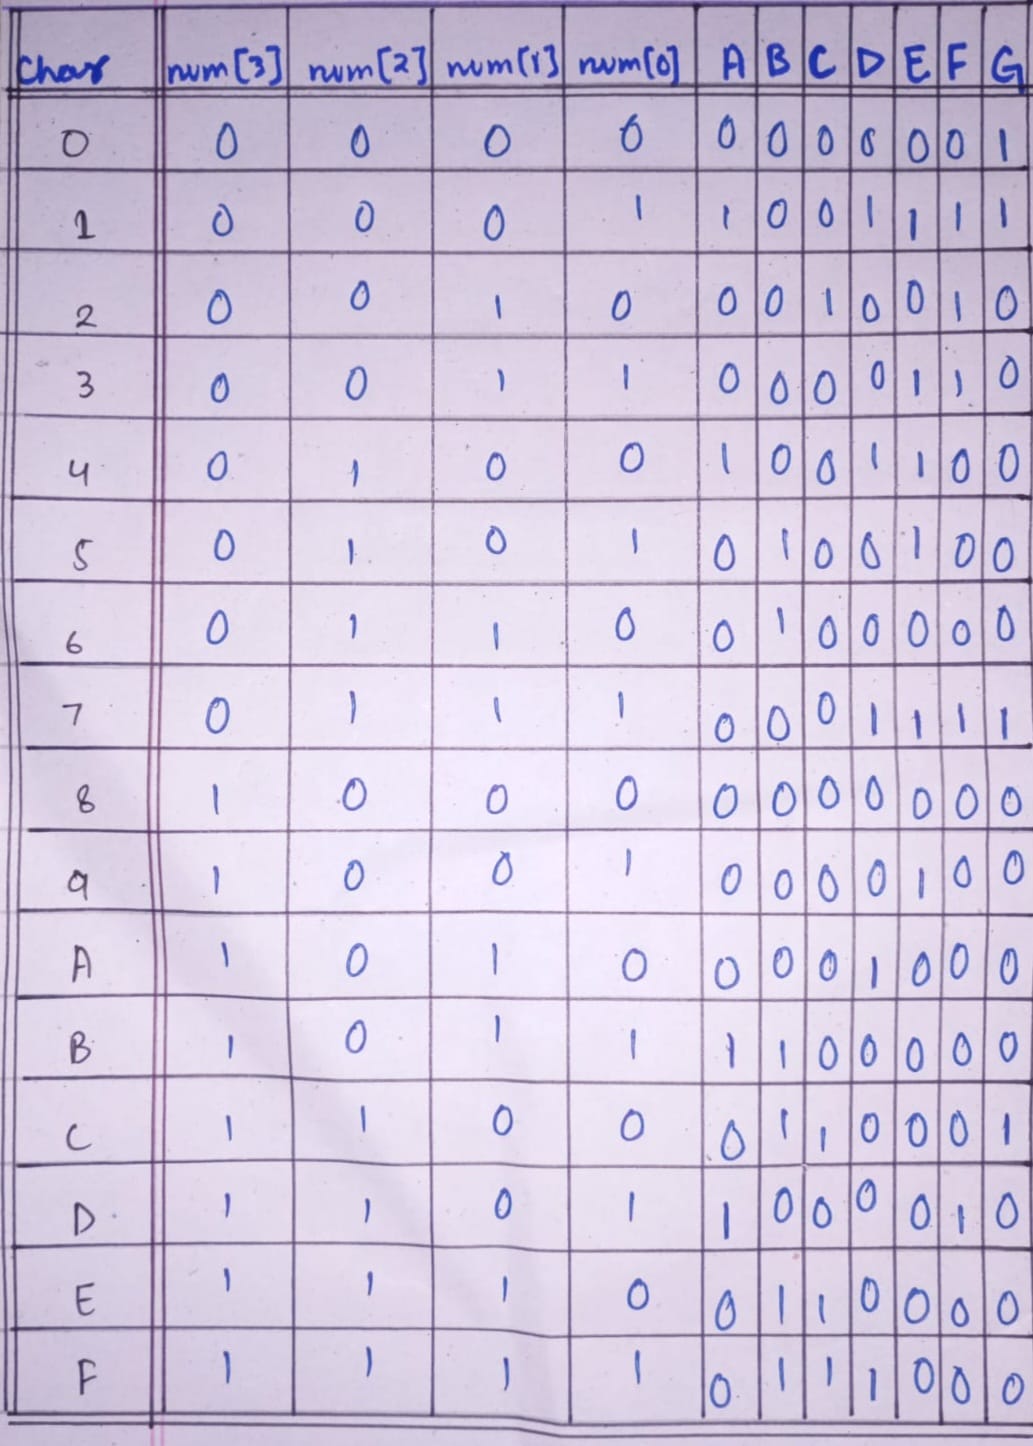 Char num[3] num[2] num[1] num[0] A B C D E F G
0 0 0 0 0 0 0 0 0 0 0 1
1 0 0 0 1 1 0 0 1 1 1 1
2 0 0 1 0 0 0 1 0 0 1 0
3 0 0 1 1 0 0 0 0 1 1 0
4 0 1 0 0 1 0 0 1 1 0 0
5 0 1 0 1 0 1 0 0 1 0 0
6 0 1 1 0 0 1 0 0 0 0 0
7 0 1 1 1 0 0 0 1 1 1 1
8 1 0 0 0 0 0 0 0 0 0 0
9 1 0 0 1 0 0 0 0 1 0 0
A 1 0 1 0 0 0 0 1 0 0 0
B 1 0 1 1 1 1 0 0 0 0 0
C 1 1 0 0 0 1 1 0 0 0 1
D 1 1 0 1 1 0 0 0 0 1 0
E 1 1 1 0 0 1 1 0 0 0 0
F 1 1 1 1 0 1 1 1 0 0 0